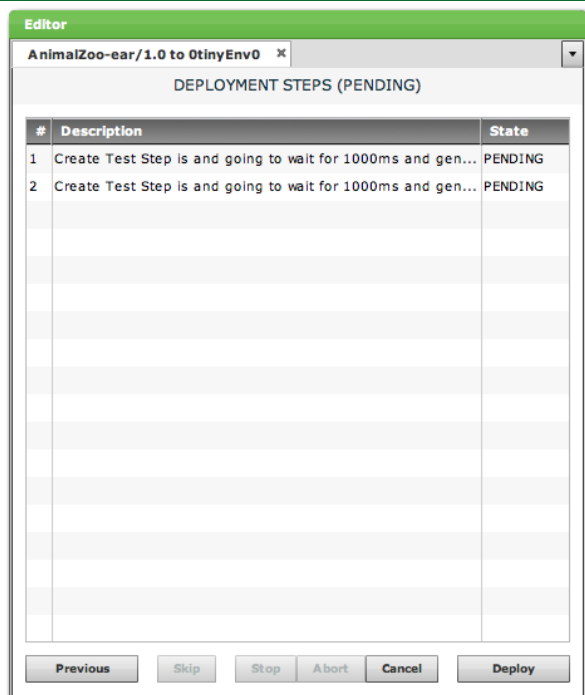 Editor
AnimalZoo-ear/1.0 to 0tinyEnv0 ×
DEPLOYMENT STEPS (PENDING)
# Description State
1 Create Test Step is and going to wait for 1000ms and gen... PENDING
2 Create Test Step is and going to wait for 1000ms and gen... PENDING
Previous Skip Stop Abort Cancel Deploy